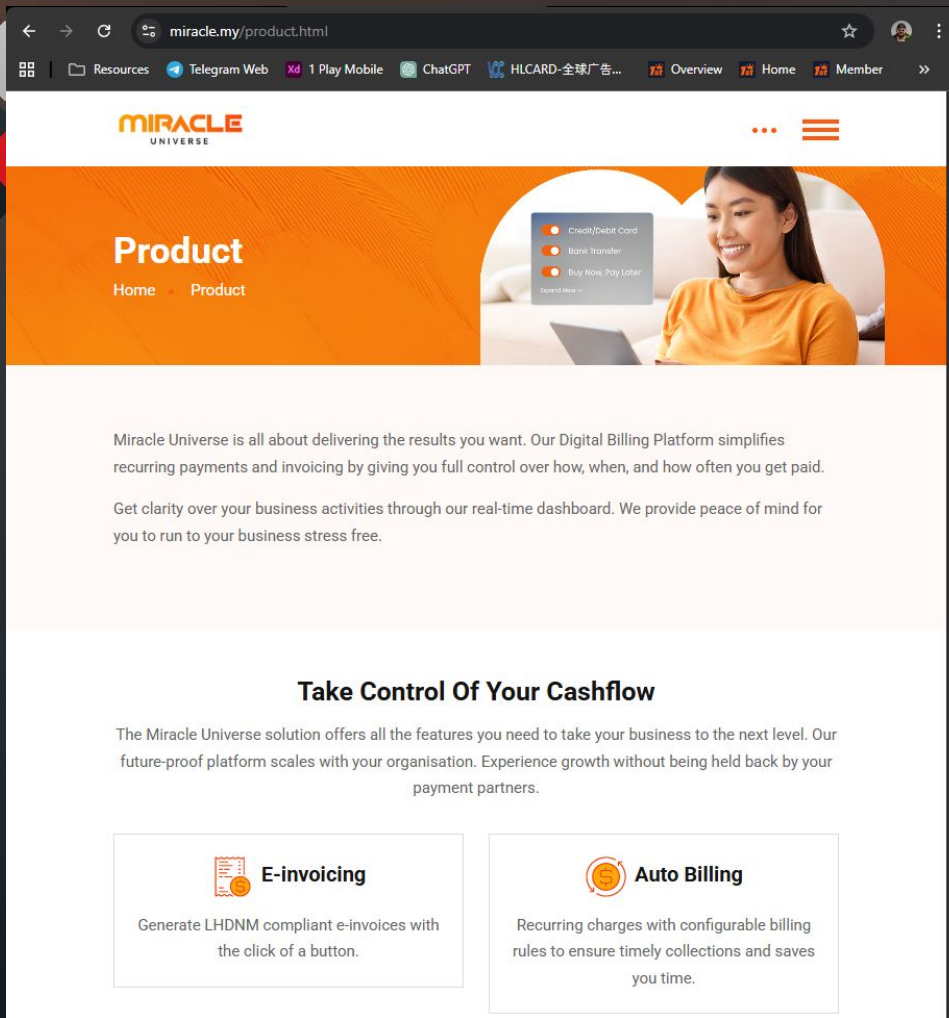 miracle.my/product.html
Resources Telegram Web Xd 1 Play Mobile ChatGPT HLCARD-全球广告... Overview Home Member »
MIRACLE
UNIVERSE
Product
Home Product
Credit/Debit Card
Bank Transfer
Buy Now, Pay Later
Expand More
Miracle Universe is all about delivering the results you want. Our Digital Billing Platform simplifies
recurring payments and invoicing by giving you full control over how, when, and how often you get paid.
Get clarity over your business activities through our real-time dashboard. We provide peace of mind for
you to run to your business stress free.
Take Control Of Your Cashflow
The Miracle Universe solution offers all the features you need to take your business to the next level. Our
future-proof platform scales with your organisation. Experience growth without being held back by your
payment partners.
E-invoicing
Generate LHDNM compliant e-invoices with
the click of a button.
Auto Billing
Recurring charges with configurable billing
rules to ensure timely collections and saves
you time.